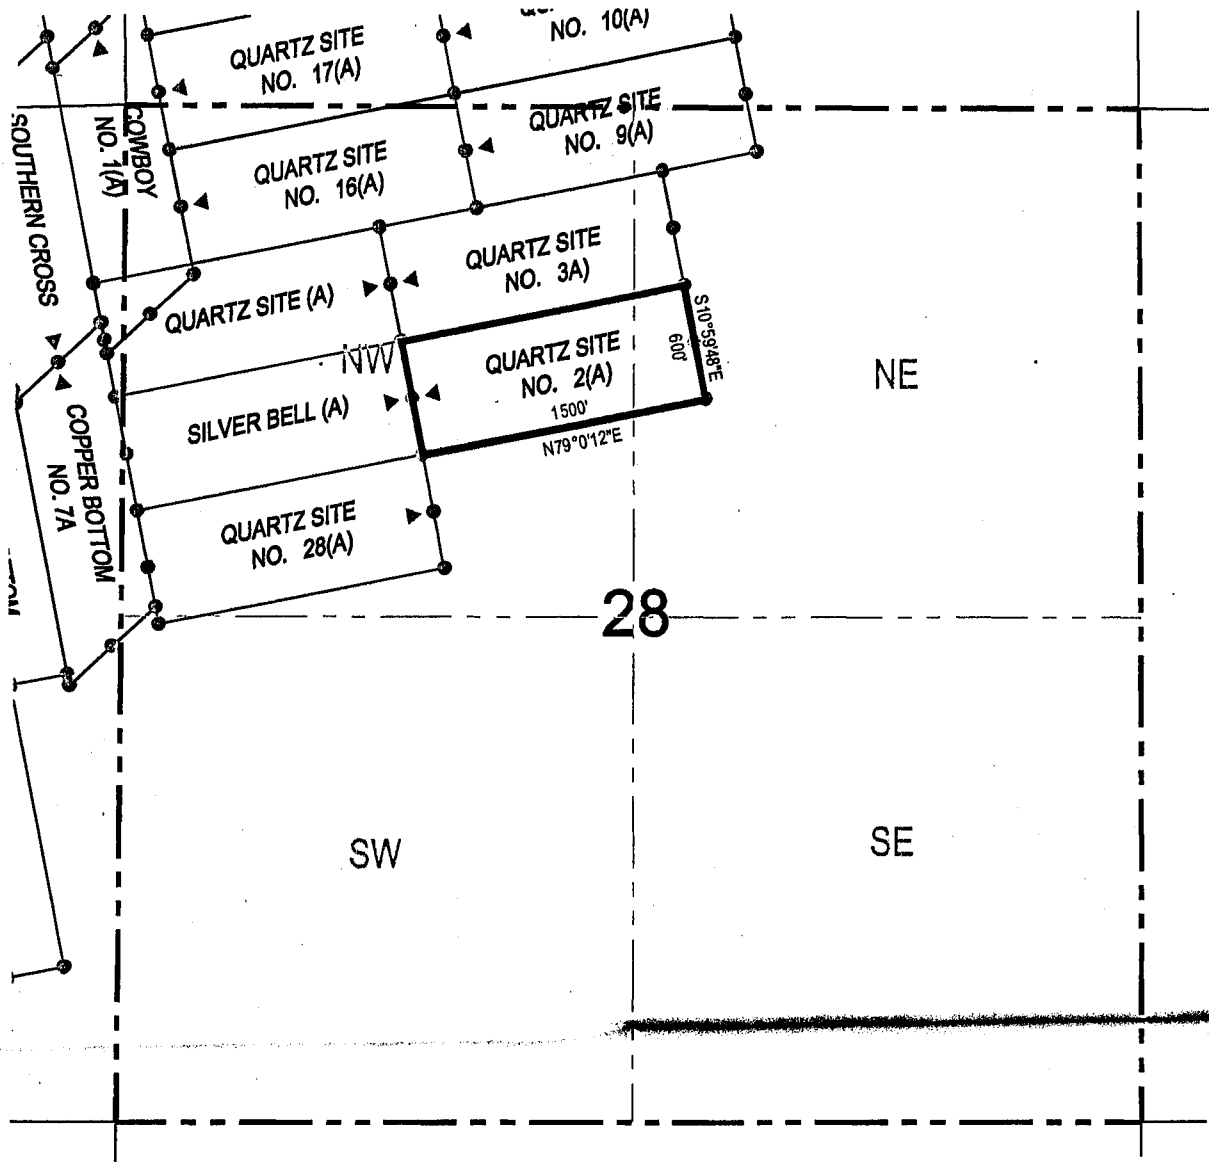 NO. 10(A)
QUARTZ SITE
NO. 17(A)
QUARTZ SITE
NO. 9(A)
COWBOY
NO. 1(A)
SOUTHERN CROSS
QUARTZ SITE
NO. 16(A)
QUARTZ SITE
NO. 3A)
QUARTZ SITE (A)
S10°59'48"E
600'
NW
QUARTZ SITE
NO. 2(A)
1500'
N79°0'12"E
NE
SILVER BELL (A)
COPPER BOTTOM
NO. 7A
QUARTZ SITE
NO. 28(A)
28
SW
SE